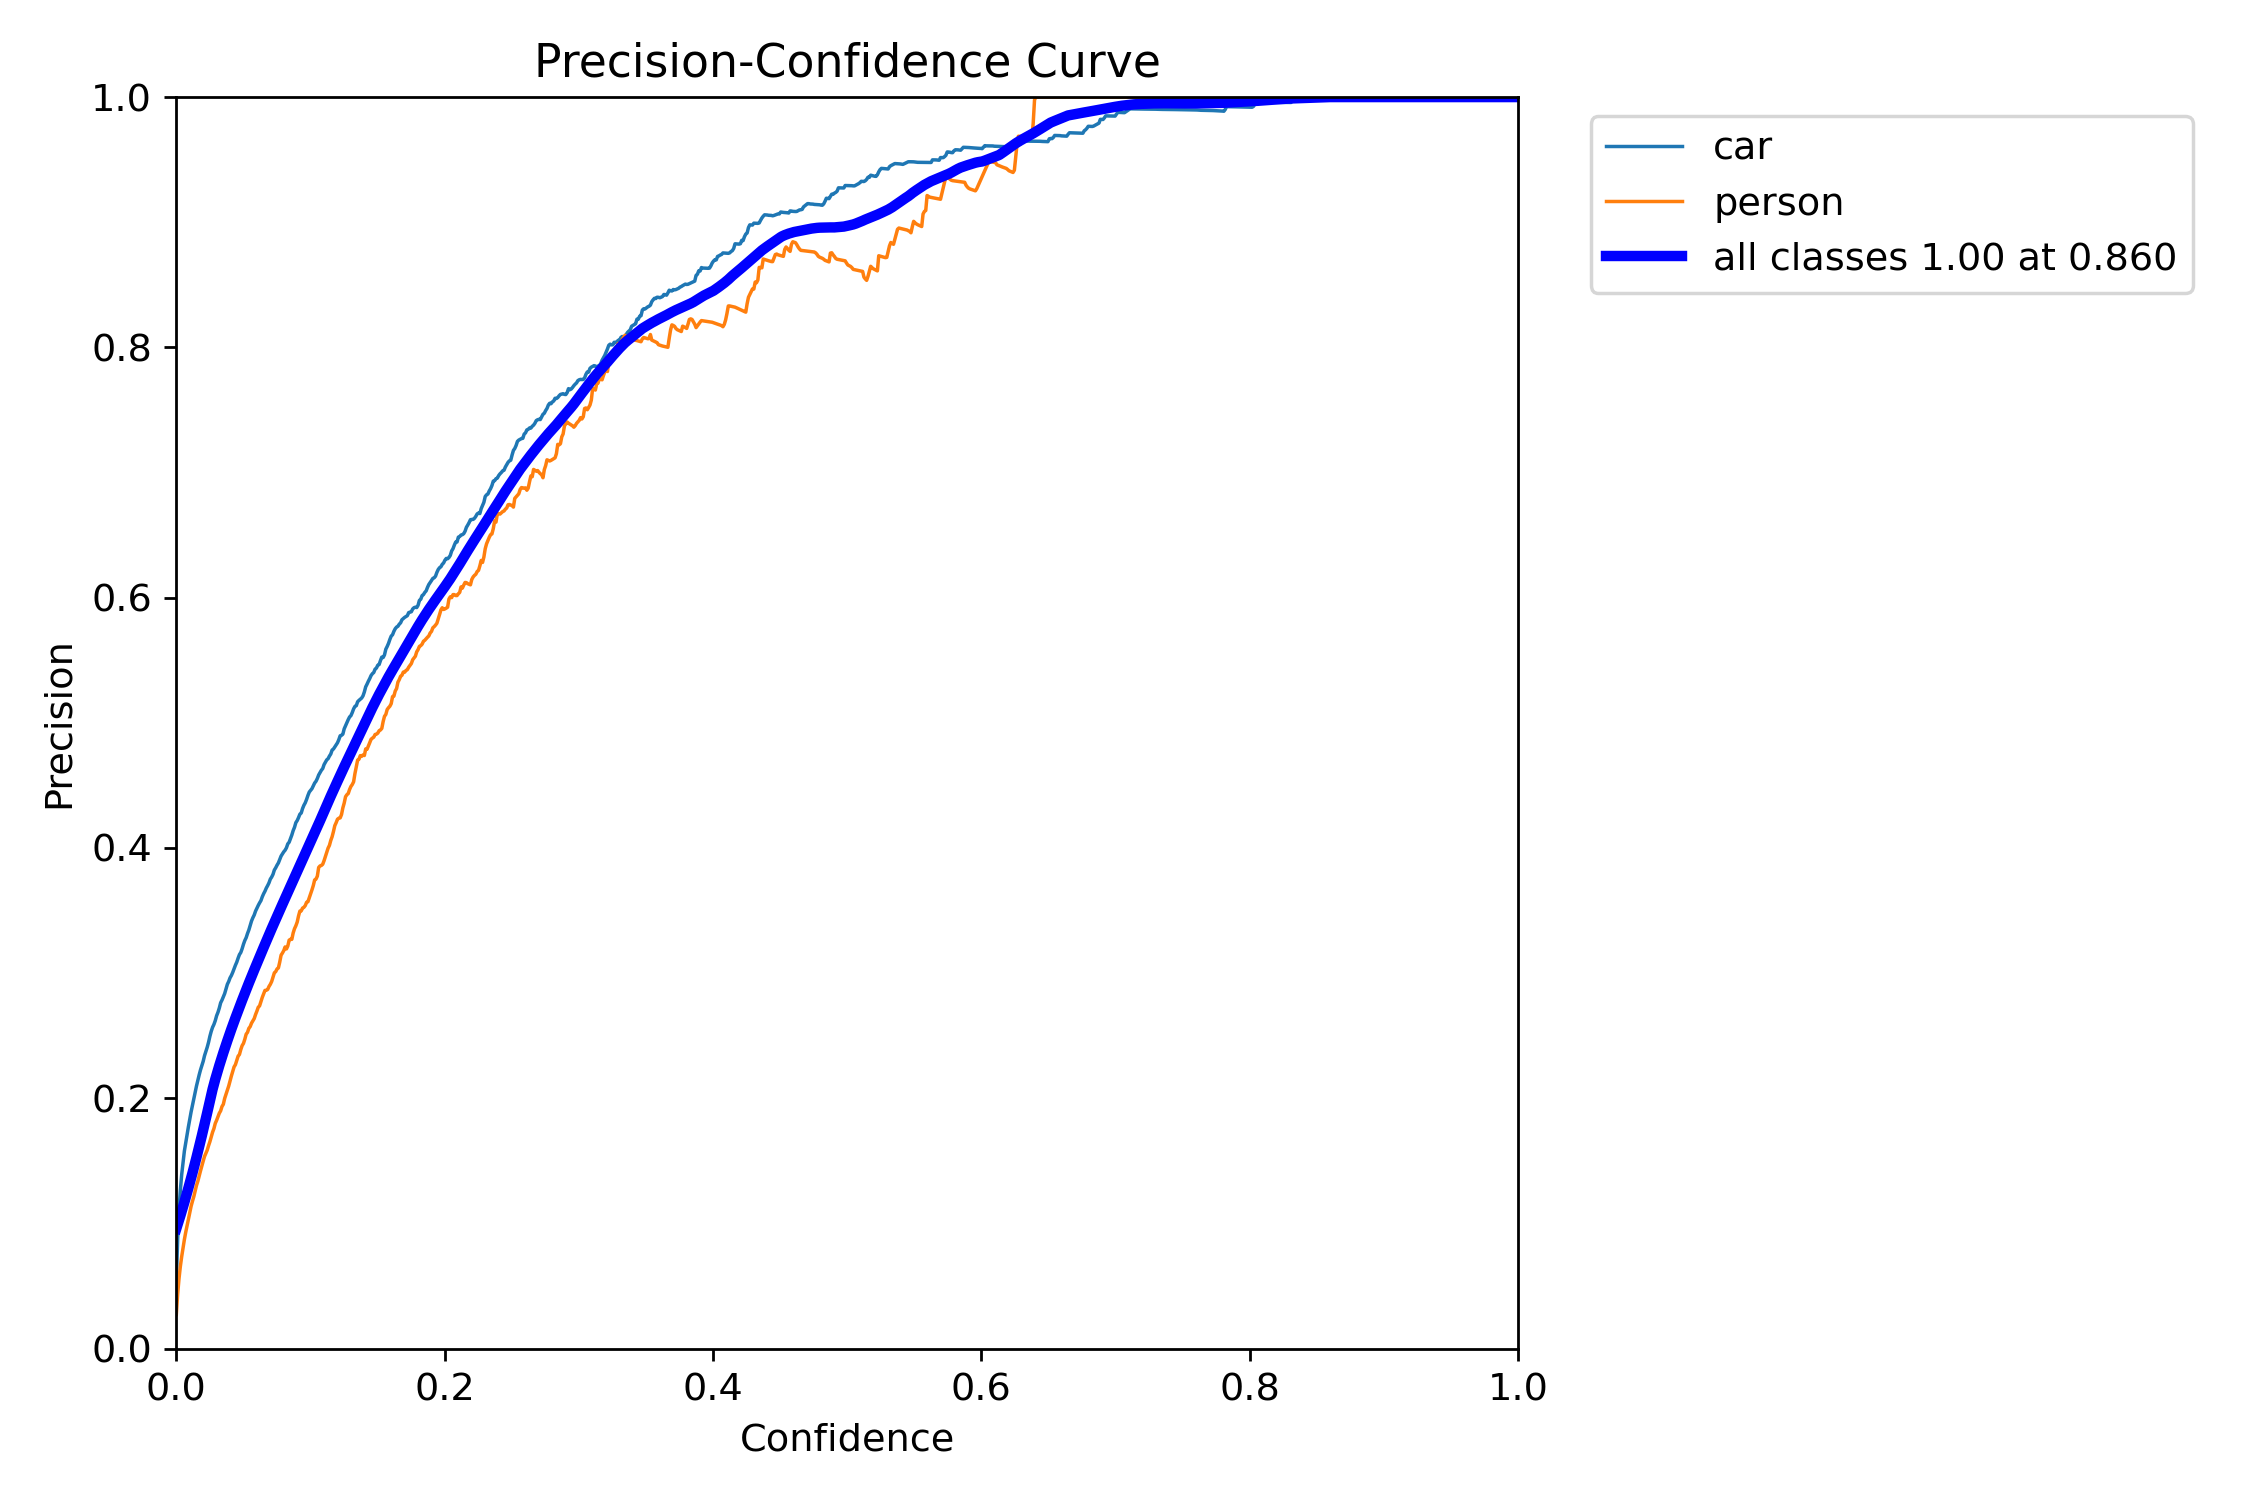 Precision-Confidence Curve
1.0
0.8
0.6
0.4
0.2
0.0
Precision
0.0 0.2 0.4 0.6 0.8 1.0
Confidence
car
person
all classes 1.00 at 0.860